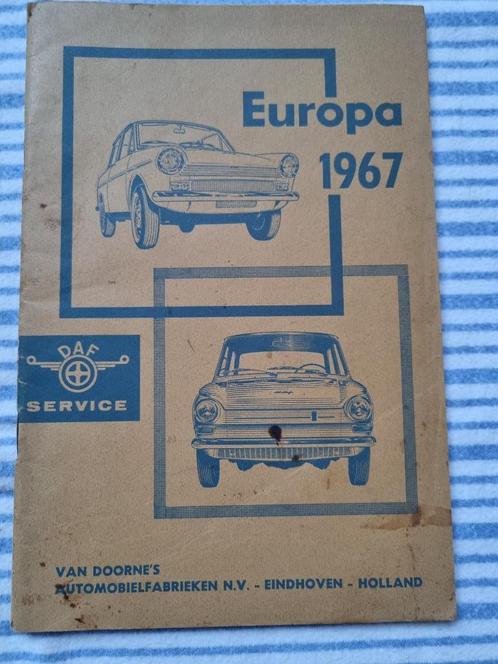 Europa
1967
DAF
SERVICE
VAN DOORNE'S
AUTOMOBIELFABRIEKEN N.V. - EINDHOVEN - HOLLAND